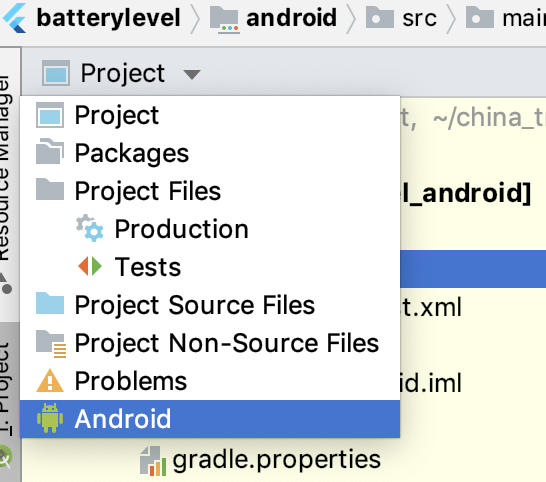 batterylevel android src main
Project
Resource Manager
Project
t, ~/china_t
Packages
Project Files
l_android]
Production
Tests
Project Source Files
t.xml
Project Non-Source Files
1: Project
Problems
id.iml
Android
gradle.properties